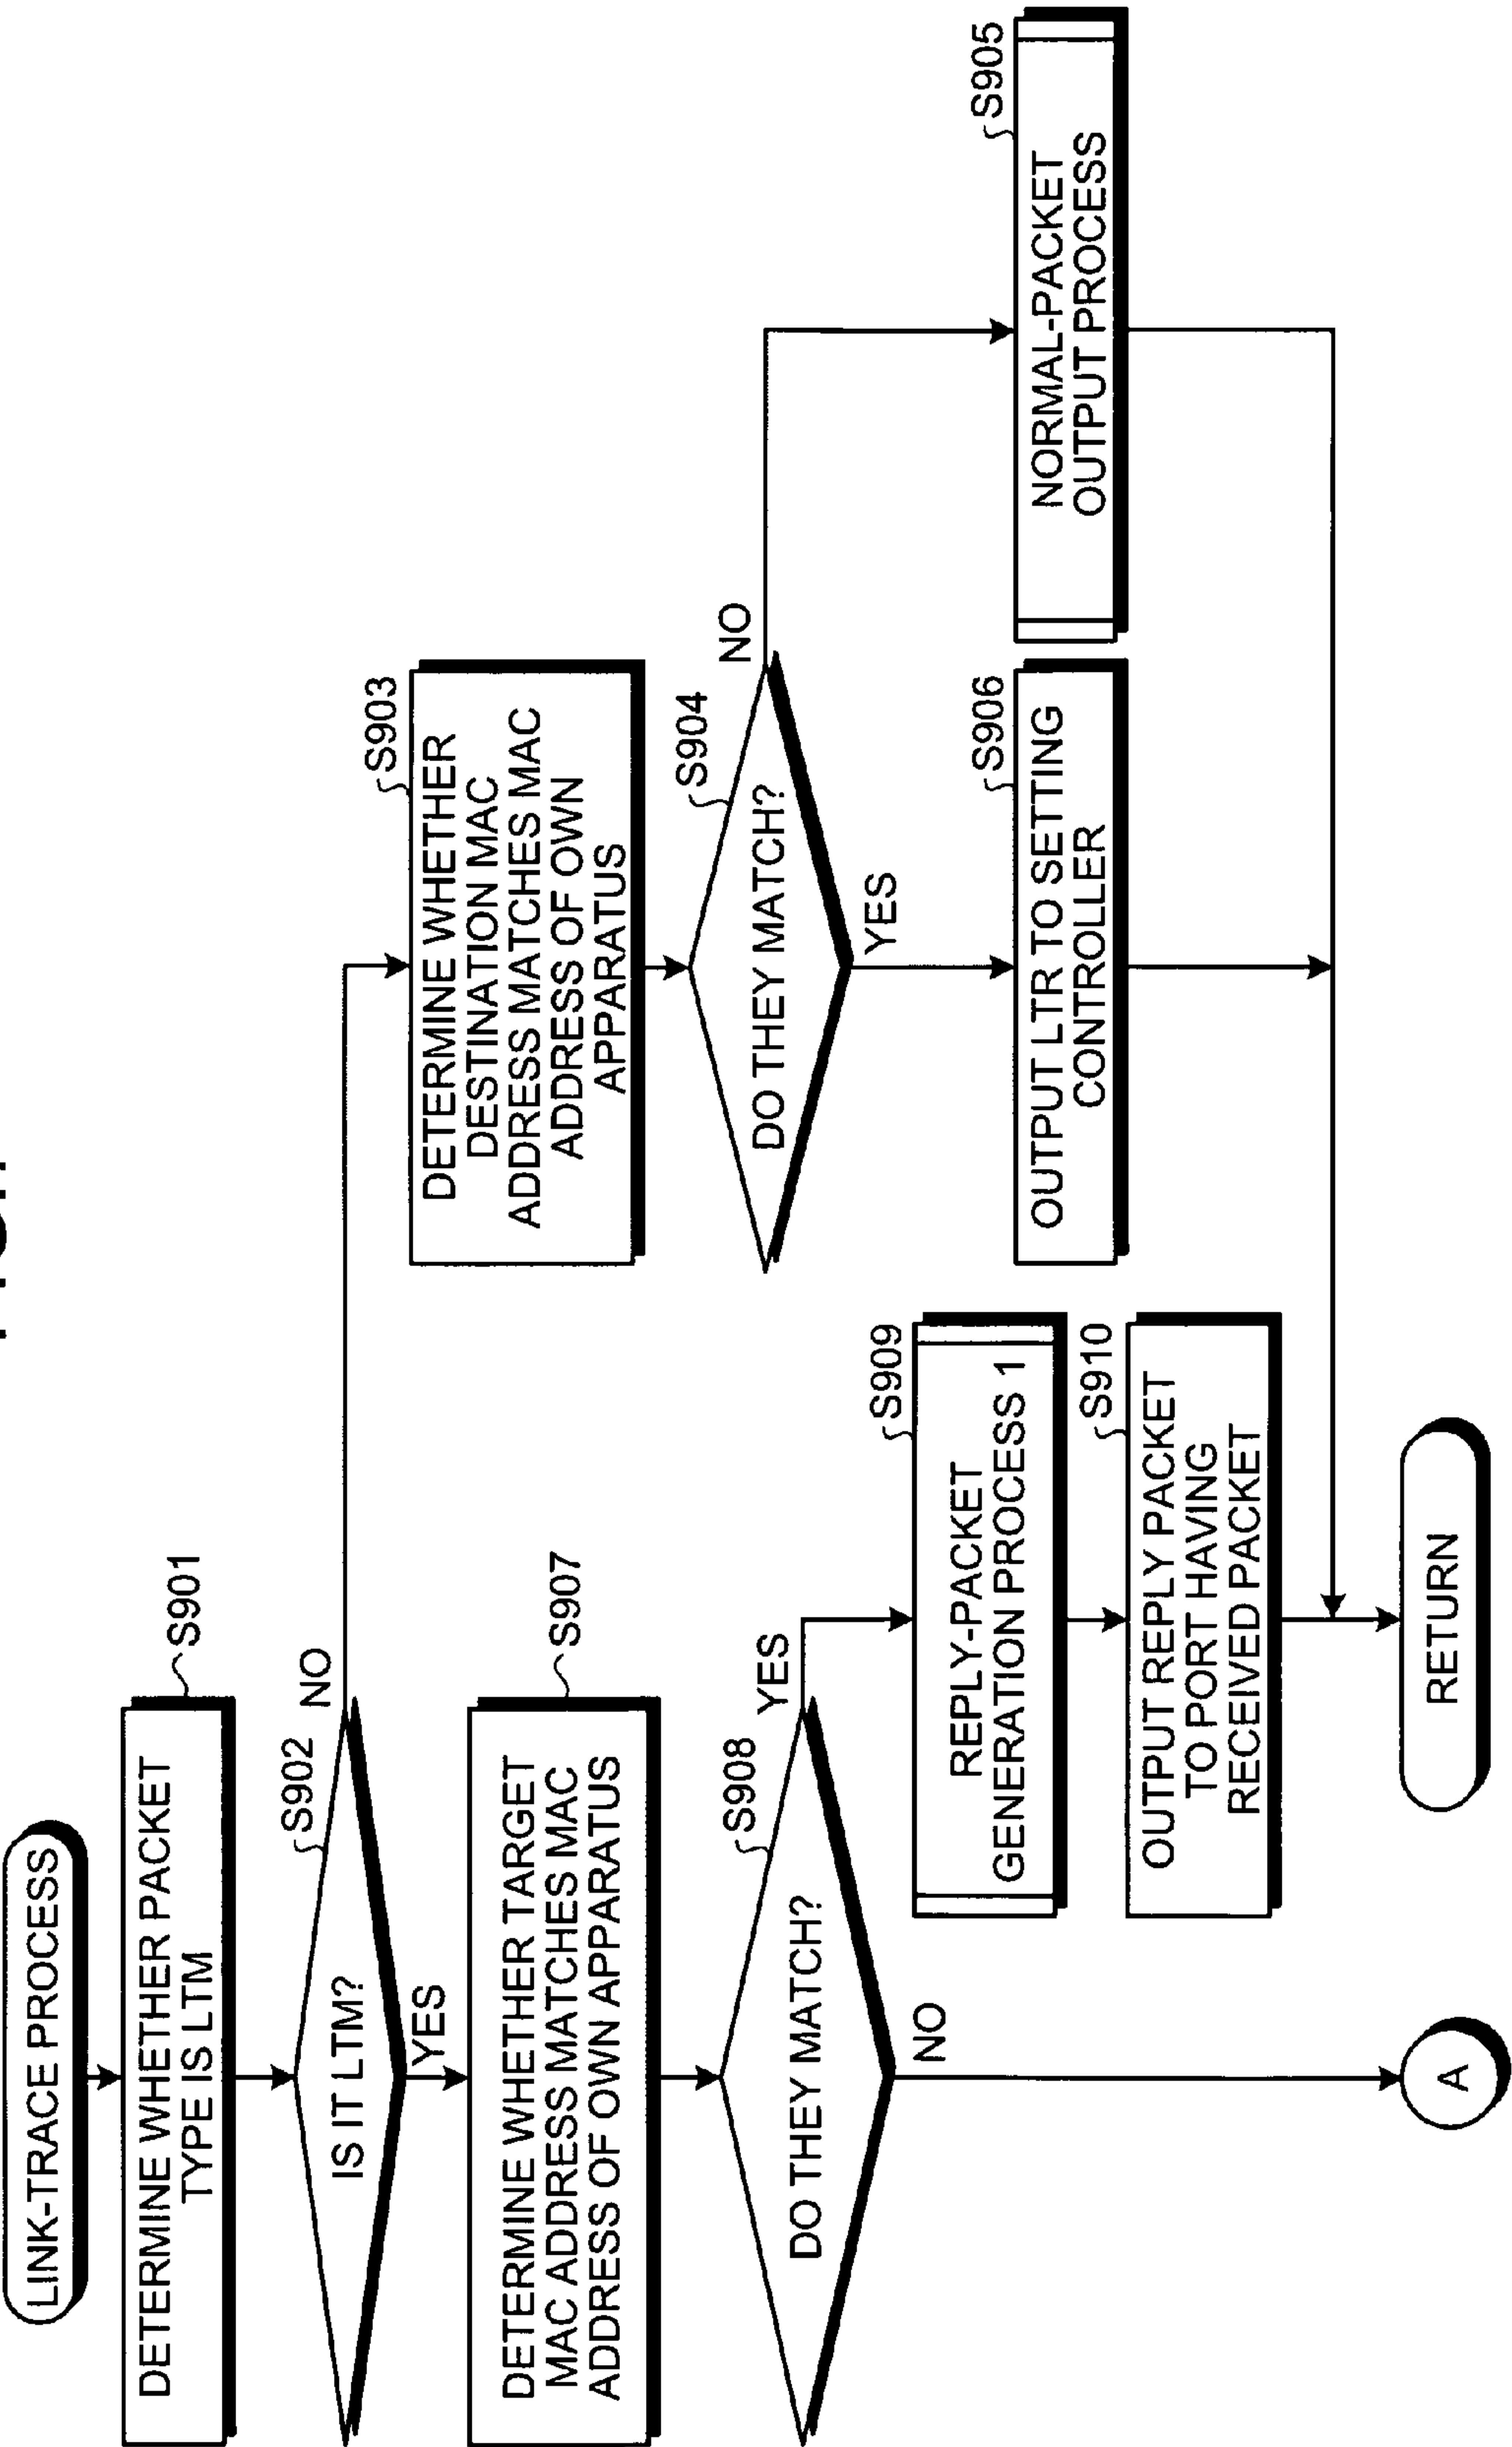 LINK-TRACE PROCESS
S901
DETERMINE WHETHER PACKET
TYPE IS LTM
S902
IS IT LTM?
NO
YES
S903
DETERMINE WHETHER
DESTINATION MAC
ADDRESS MATCHES MAC
ADDRESS OF OWN
APPARATUS
S904
DO THEY MATCH?
NO
YES
S905
NORMAL-PACKET
OUTPUT PROCESS
S906
OUTPUT LTR TO SETTING
CONTROLLER
S907
DETERMINE WHETHER TARGET
MAC ADDRESS MATCHES MAC
ADDRESS OF OWN APPARATUS
S908
DO THEY MATCH?
YES
NO
S909
REPLY-PACKET
GENERATION PROCESS 1
S910
OUTPUT REPLY PACKET
TO PORT HAVING
RECEIVED PACKET
RETURN
A